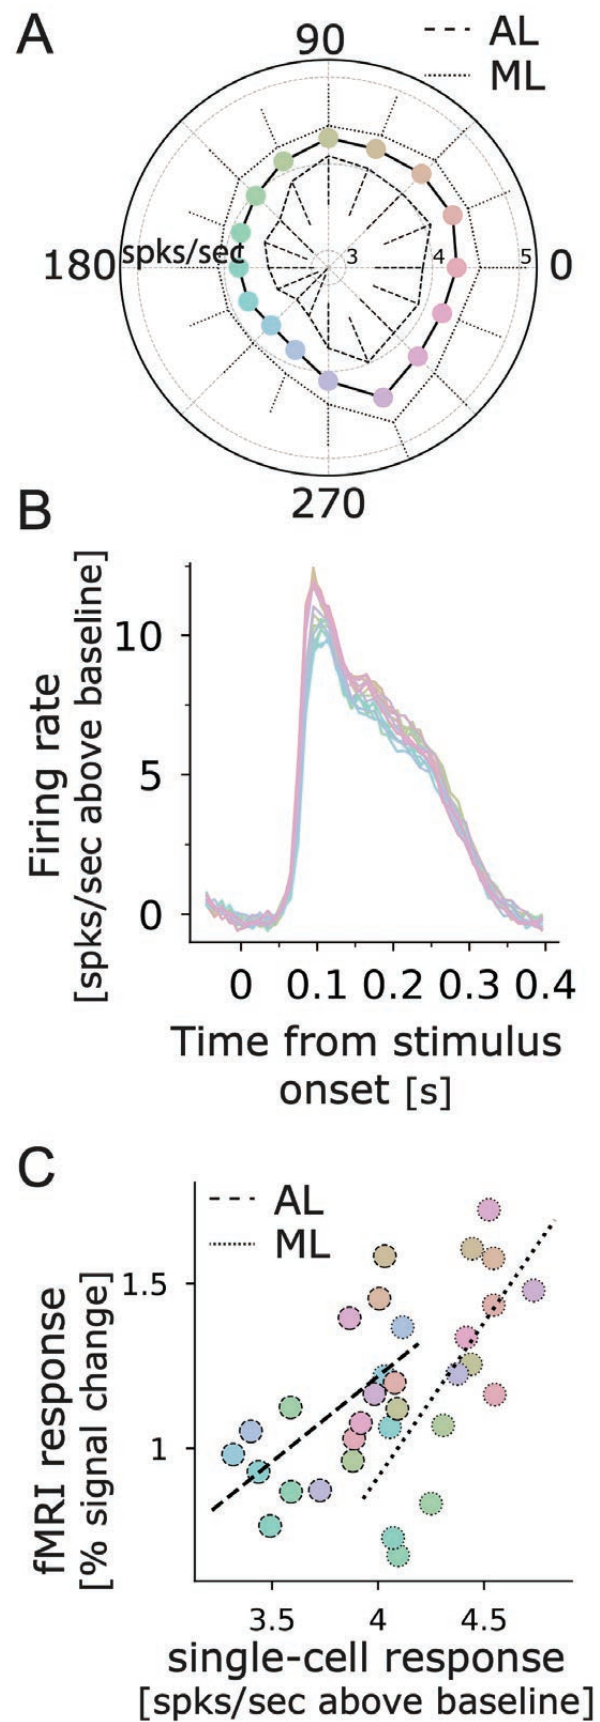 A
90
AL
ML
180
spks/sec
3
4
5
0
270
B
Firing rate
[spks/sec above baseline]
10
5
0
0 0.1 0.2 0.3 0.4
Time from stimulus
onset [s]
C
AL
ML
fMRI response
[% signal change]
1.5
1
3.5 4 4.5
single-cell response
[spks/sec above baseline]